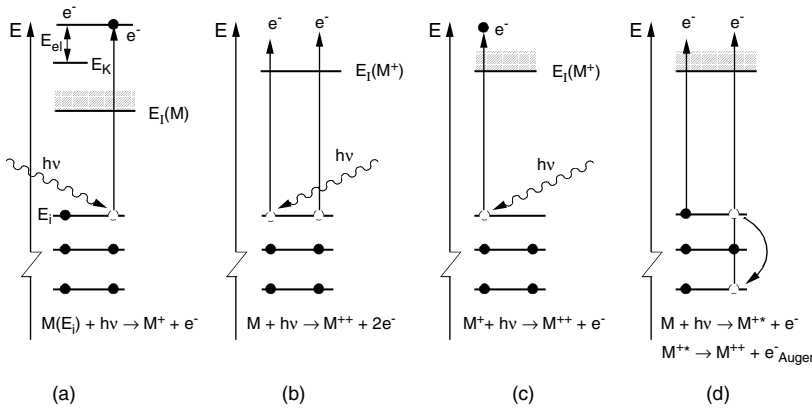 E
e⁻
e⁻
E_el
E_K
E_I(M)
hν
E_i
M(E_i) + hν → M⁺ + e⁻
(a)
E
e⁻
e⁻
E_I(M⁺)
hν
M + hν → M⁺⁺ + 2e⁻
(b)
E
e⁻
E_I(M⁺)
hν
M⁺ + hν → M⁺⁺ + e⁻
(c)
E
e⁻
e⁻
M + hν → M⁺* + e⁻
M⁺* → M⁺⁺ + e⁻_Auger
(d)